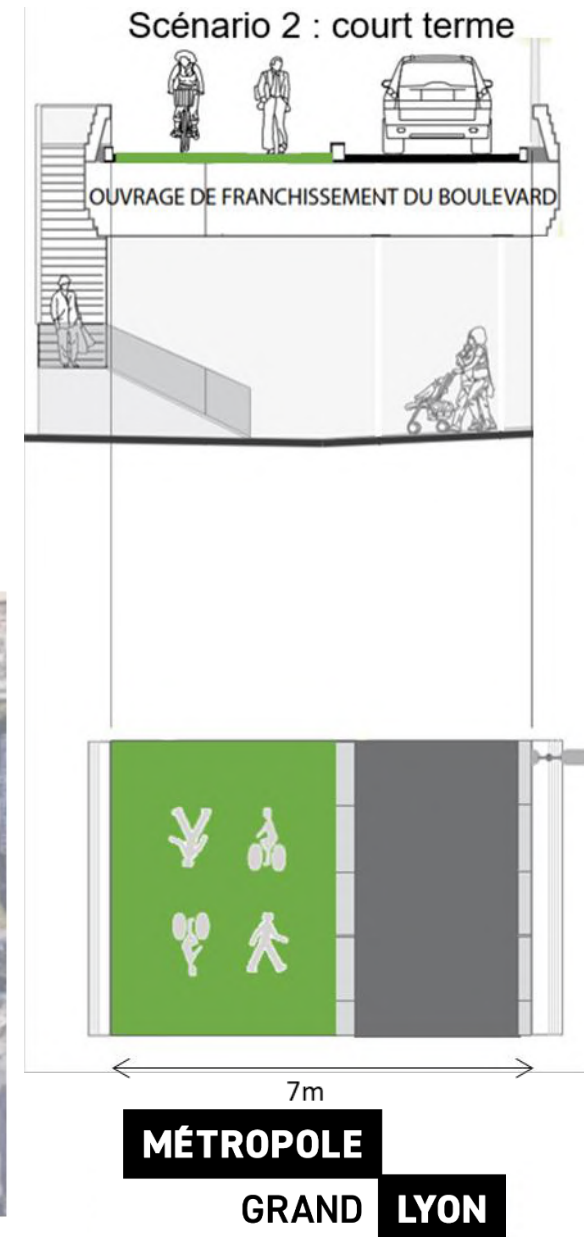 Scénario 2 : court terme
OUVRAGE DE FRANCHISSEMENT DU BOULEVARD
7m
MÉTROPOLE
GRAND LYON